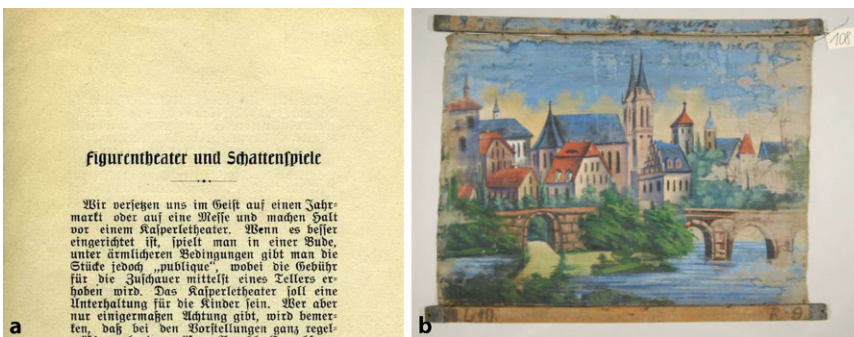 Figurentheater und Schattenspiele
Wir versetzen uns im Geist auf einen Jahr-
markt oder auf eine Messe und machen Halt
vor einem Kasperletheater. Wenn es besser
eingerichtet ist, spielt man in einer Bude,
unter ärmlicheren Bedingungen gibt man die
Stücke jedoch „publique", wobei die Gebühr
für die Zuschauer mittelst eines Tellers er-
hoben wird. Das Kasperletheater soll eine
Unterhaltung für die Kinder sein. Wer aber
nur einigermaßen Achtung gibt, wird bemer-
ken, daß bei den Vorstellungen ganz regel-
a
108
L 10.
R. 9
b